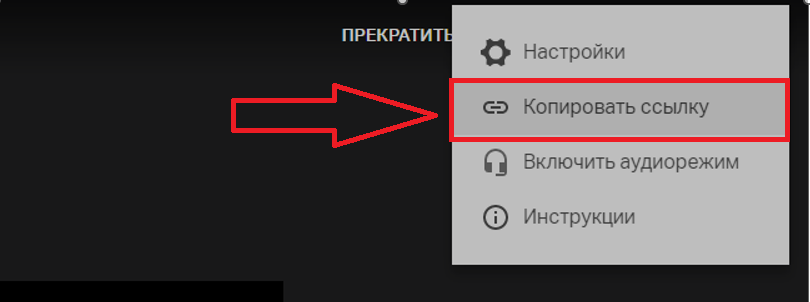 ПРЕКРАТИТЬ
Настройки
Копировать ссылку
Включить аудиорежим
Инструкции